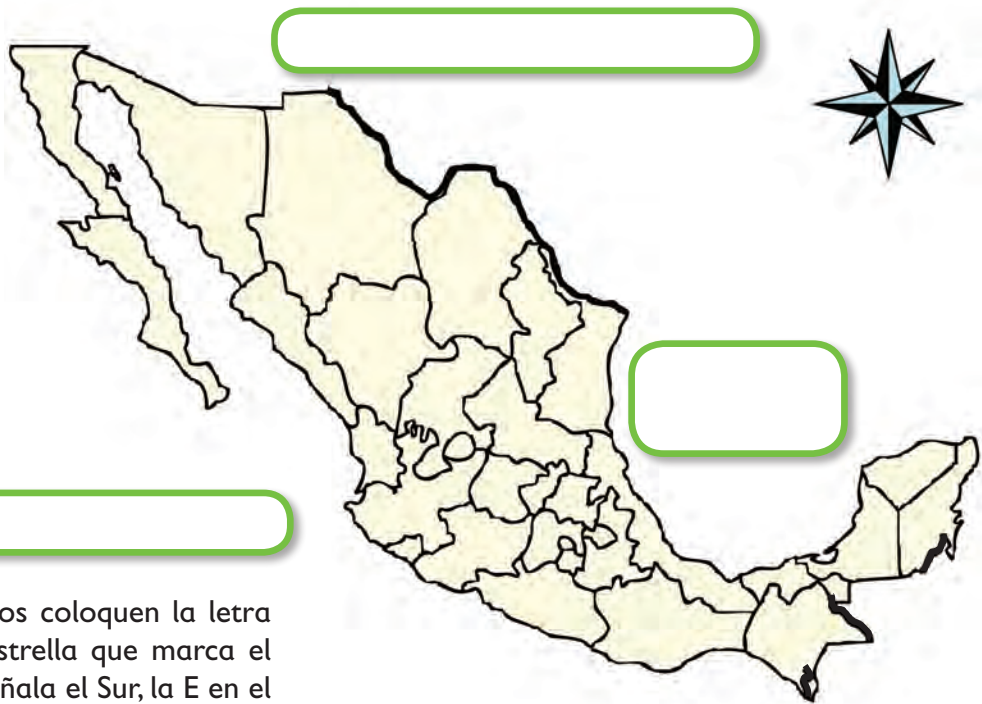 os coloquen la letra
strella que marca el
ñala el Sur, la E en el